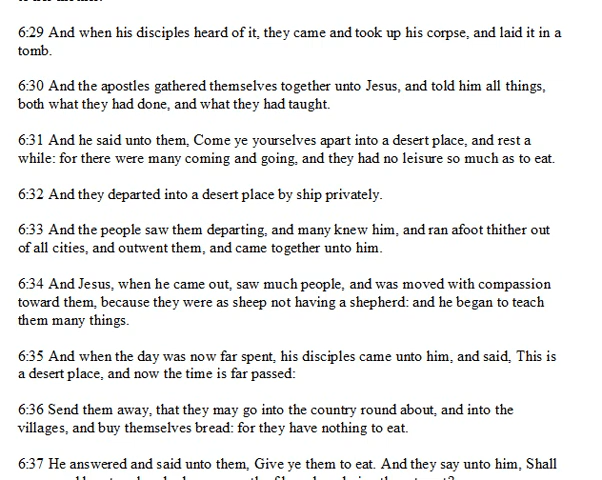 6:29 And when his disciples heard of it, they came and took up his corpse, and laid it in a
tomb.
6:30 And the apostles gathered themselves together unto Jesus, and told him all things,
both what they had done, and what they had taught.
6:31 And he said unto them, Come ye yourselves apart into a desert place, and rest a
while: for there were many coming and going, and they had no leisure so much as to eat.
6:32 And they departed into a desert place by ship privately.
6:33 And the people saw them departing, and many knew him, and ran afoot thither out
of all cities, and outwent them, and came together unto him.
6:34 And Jesus, when he came out, saw much people, and was moved with compassion
toward them, because they were as sheep not having a shepherd: and he began to teach
them many things.
6:35 And when the day was now far spent, his disciples came unto him, and said, This is
a desert place, and now the time is far passed:
6:36 Send them away, that they may go into the country round about, and into the
villages, and buy themselves bread: for they have nothing to eat.
6:37 He answered and said unto them, Give ye them to eat. And they say unto him, Shall